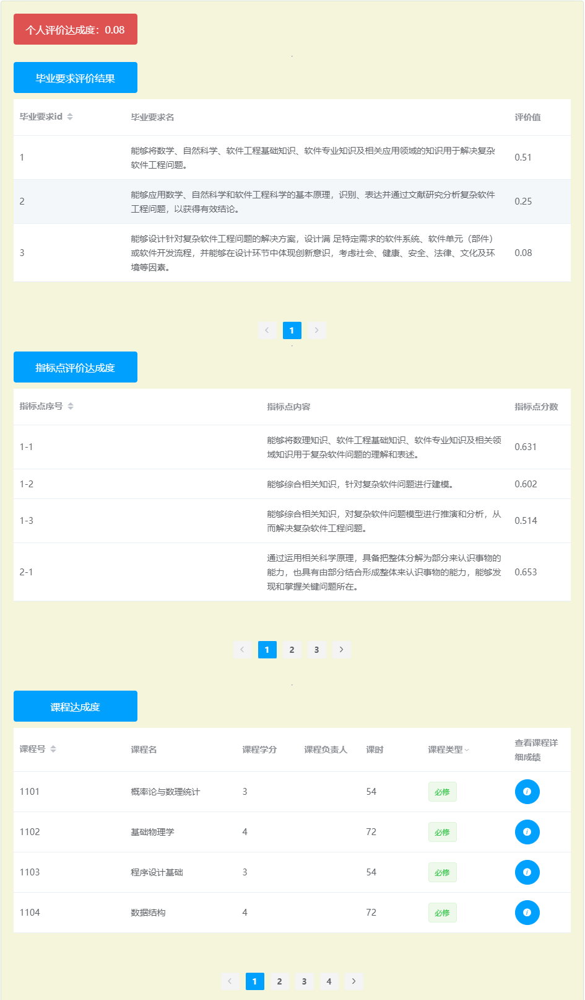 个人评价达成度：0.08
毕业要求评价结果
毕业要求id 毕业要求名 评价值
1 能够将数学、自然科学、软件工程基础知识、软件专业知识及相关应用领域的知识用于解决复杂
软件工程问题。 0.51
2 能够应用数学、自然科学和软件工程科学的基本原理，识别、表达并通过文献研究分析复杂软件
工程问题，以获得有效结论。 0.25
3 能够设计针对复杂软件工程问题的解决方案，设计满 足特定需求的软件系统、软件单元（部件）
或软件开发流程，并能够在设计环节中体现创新意识，考虑社会、健康、安全、法律、文化及环 0.08
境等因素。
1
指标点评价达成度
指标点序号 指标点内容 指标点分数
1-1 能够将数理知识、软件工程基础知识、软件专业知识及相关领
域知识用于复杂软件问题的理解和表述。 0.631
1-2 能够综合相关知识，针对复杂软件问题进行建模。 0.602
1-3 能够综合相关知识，对复杂软件问题模型进行推演和分析，从
而解决复杂软件工程问题。 0.514
2-1 通过运用相关科学原理，具备把整体分解为部分来认识事物的
能力，也具有由部分结合形成整体来认识事物的能力，能够发 0.653
现和掌握关键问题所在。
1 2 3
课程达成度
课程号 课程名 课程学分 课程负责人 课时 课程类型 查看课程详
细成绩
1101 概率论与数理统计 3 54 必修
1102 基础物理学 4 72 必修
1103 程序设计基础 3 54 必修
1104 数据结构 4 72 必修
1 2 3 4